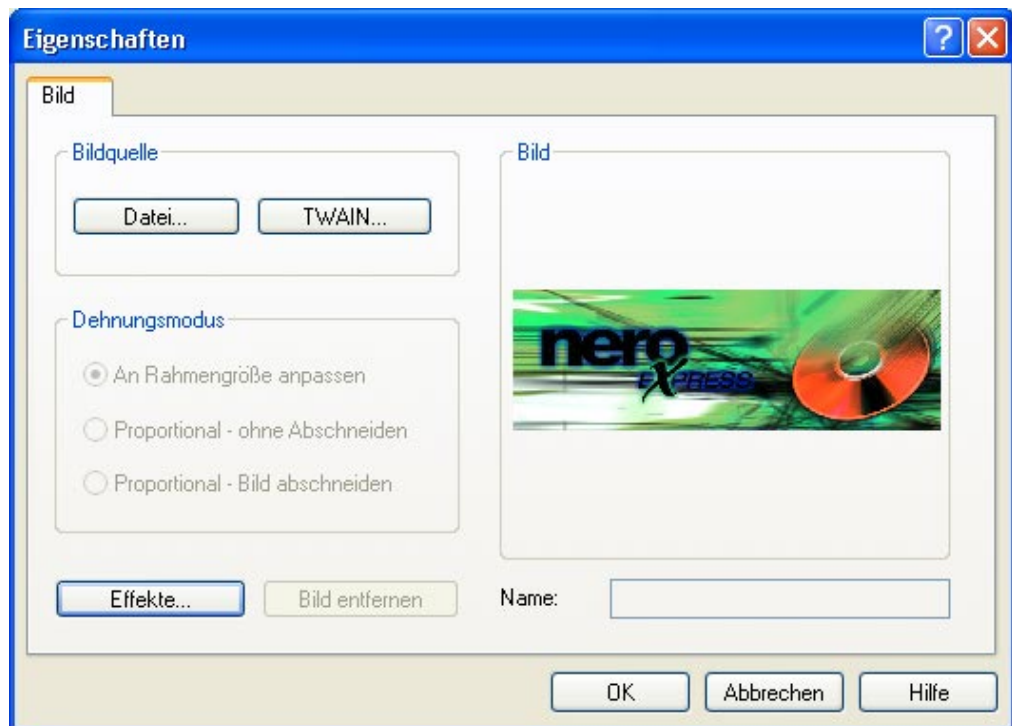 Eigenschaften
Bild
Bildquelle
Datei...
TWAIN...
Dehnungsmodus
An Rahmengröße anpassen
Proportional - ohne Abschneiden
Proportional - Bild abschneiden
Effekte...
Bild entfernen
Bild
nero
EXPRESS
Name:
OK
Abbrechen
Hilfe